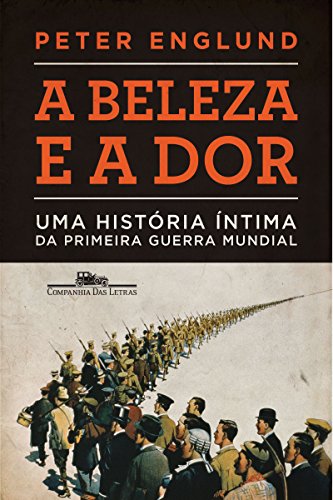 PETER ENGLUND
A BELEZA
E A DOR
UMA HISTÓRIA ÍNTIMA
DA PRIMEIRA GUERRA MUNDIAL
COMPANHIA DAS LETRAS